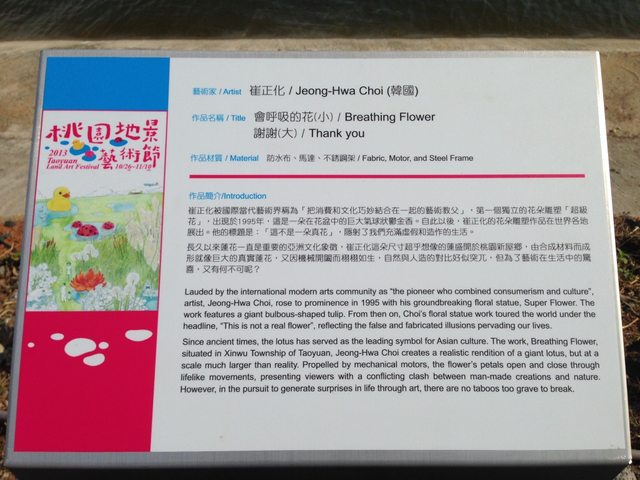 桃園地景
藝術節
2013
Taoyuan
Land Art Festival 10/26~11/10
藝術家 / Artist 崔正化 / Jeong-Hwa Choi (韓國)
作品名稱 / Title 會呼吸的花(小) / Breathing Flower
謝謝(大) / Thank you
作品材質 / Material 防水布、馬達、不銹鋼架 / Fabric, Motor, and Steel Frame
作品簡介/Introduction
崔正化被國際當代藝術界稱為「把消費和文化巧妙結合在一起的藝術教父」，第一個獨立的花朵雕塑「超級
花」，出現於1995年，這是一朵在花盆中的巨大氣球狀鬱金香。自此以後，崔正化的花朵雕塑作品在世界各地
展出。他的標題是：「這不是一朵真花」，隱射了我們充滿虛假和造作的生活。
長久以來蓮花一直是重要的亞洲文化象徵，崔正化這朵尺寸超乎想像的蓮盛開於桃園新屋鄉，由合成材料而成
形就像巨大的真實蓮花，又因機械開闔而栩栩如生，自然與人造的對比好似突兀，但為了藝術在生活中的驚
喜，又有何不可呢？
Lauded by the international modern arts community as “the pioneer who combined consumerism and culture”,
artist, Jeong-Hwa Choi, rose to prominence in 1995 with his groundbreaking floral statue, Super Flower. The
work features a giant bulbous-shaped tulip. From then on, Choi's floral statue work toured the world under the
headline, “This is not a real flower”, reflecting the false and fabricated illusions pervading our lives.
Since ancient times, the lotus has served as the leading symbol for Asian culture. The work, Breathing Flower,
situated in Xinwu Township of Taoyuan, Jeong-Hwa Choi creates a realistic rendition of a giant lotus, but at a
scale much larger than reality. Propelled by mechanical motors, the flower's petals open and close through
lifelike movements, presenting viewers with a conflicting clash between man-made creations and nature.
However, in the pursuit to generate surprises in life through art, there are no taboos too grave to break.